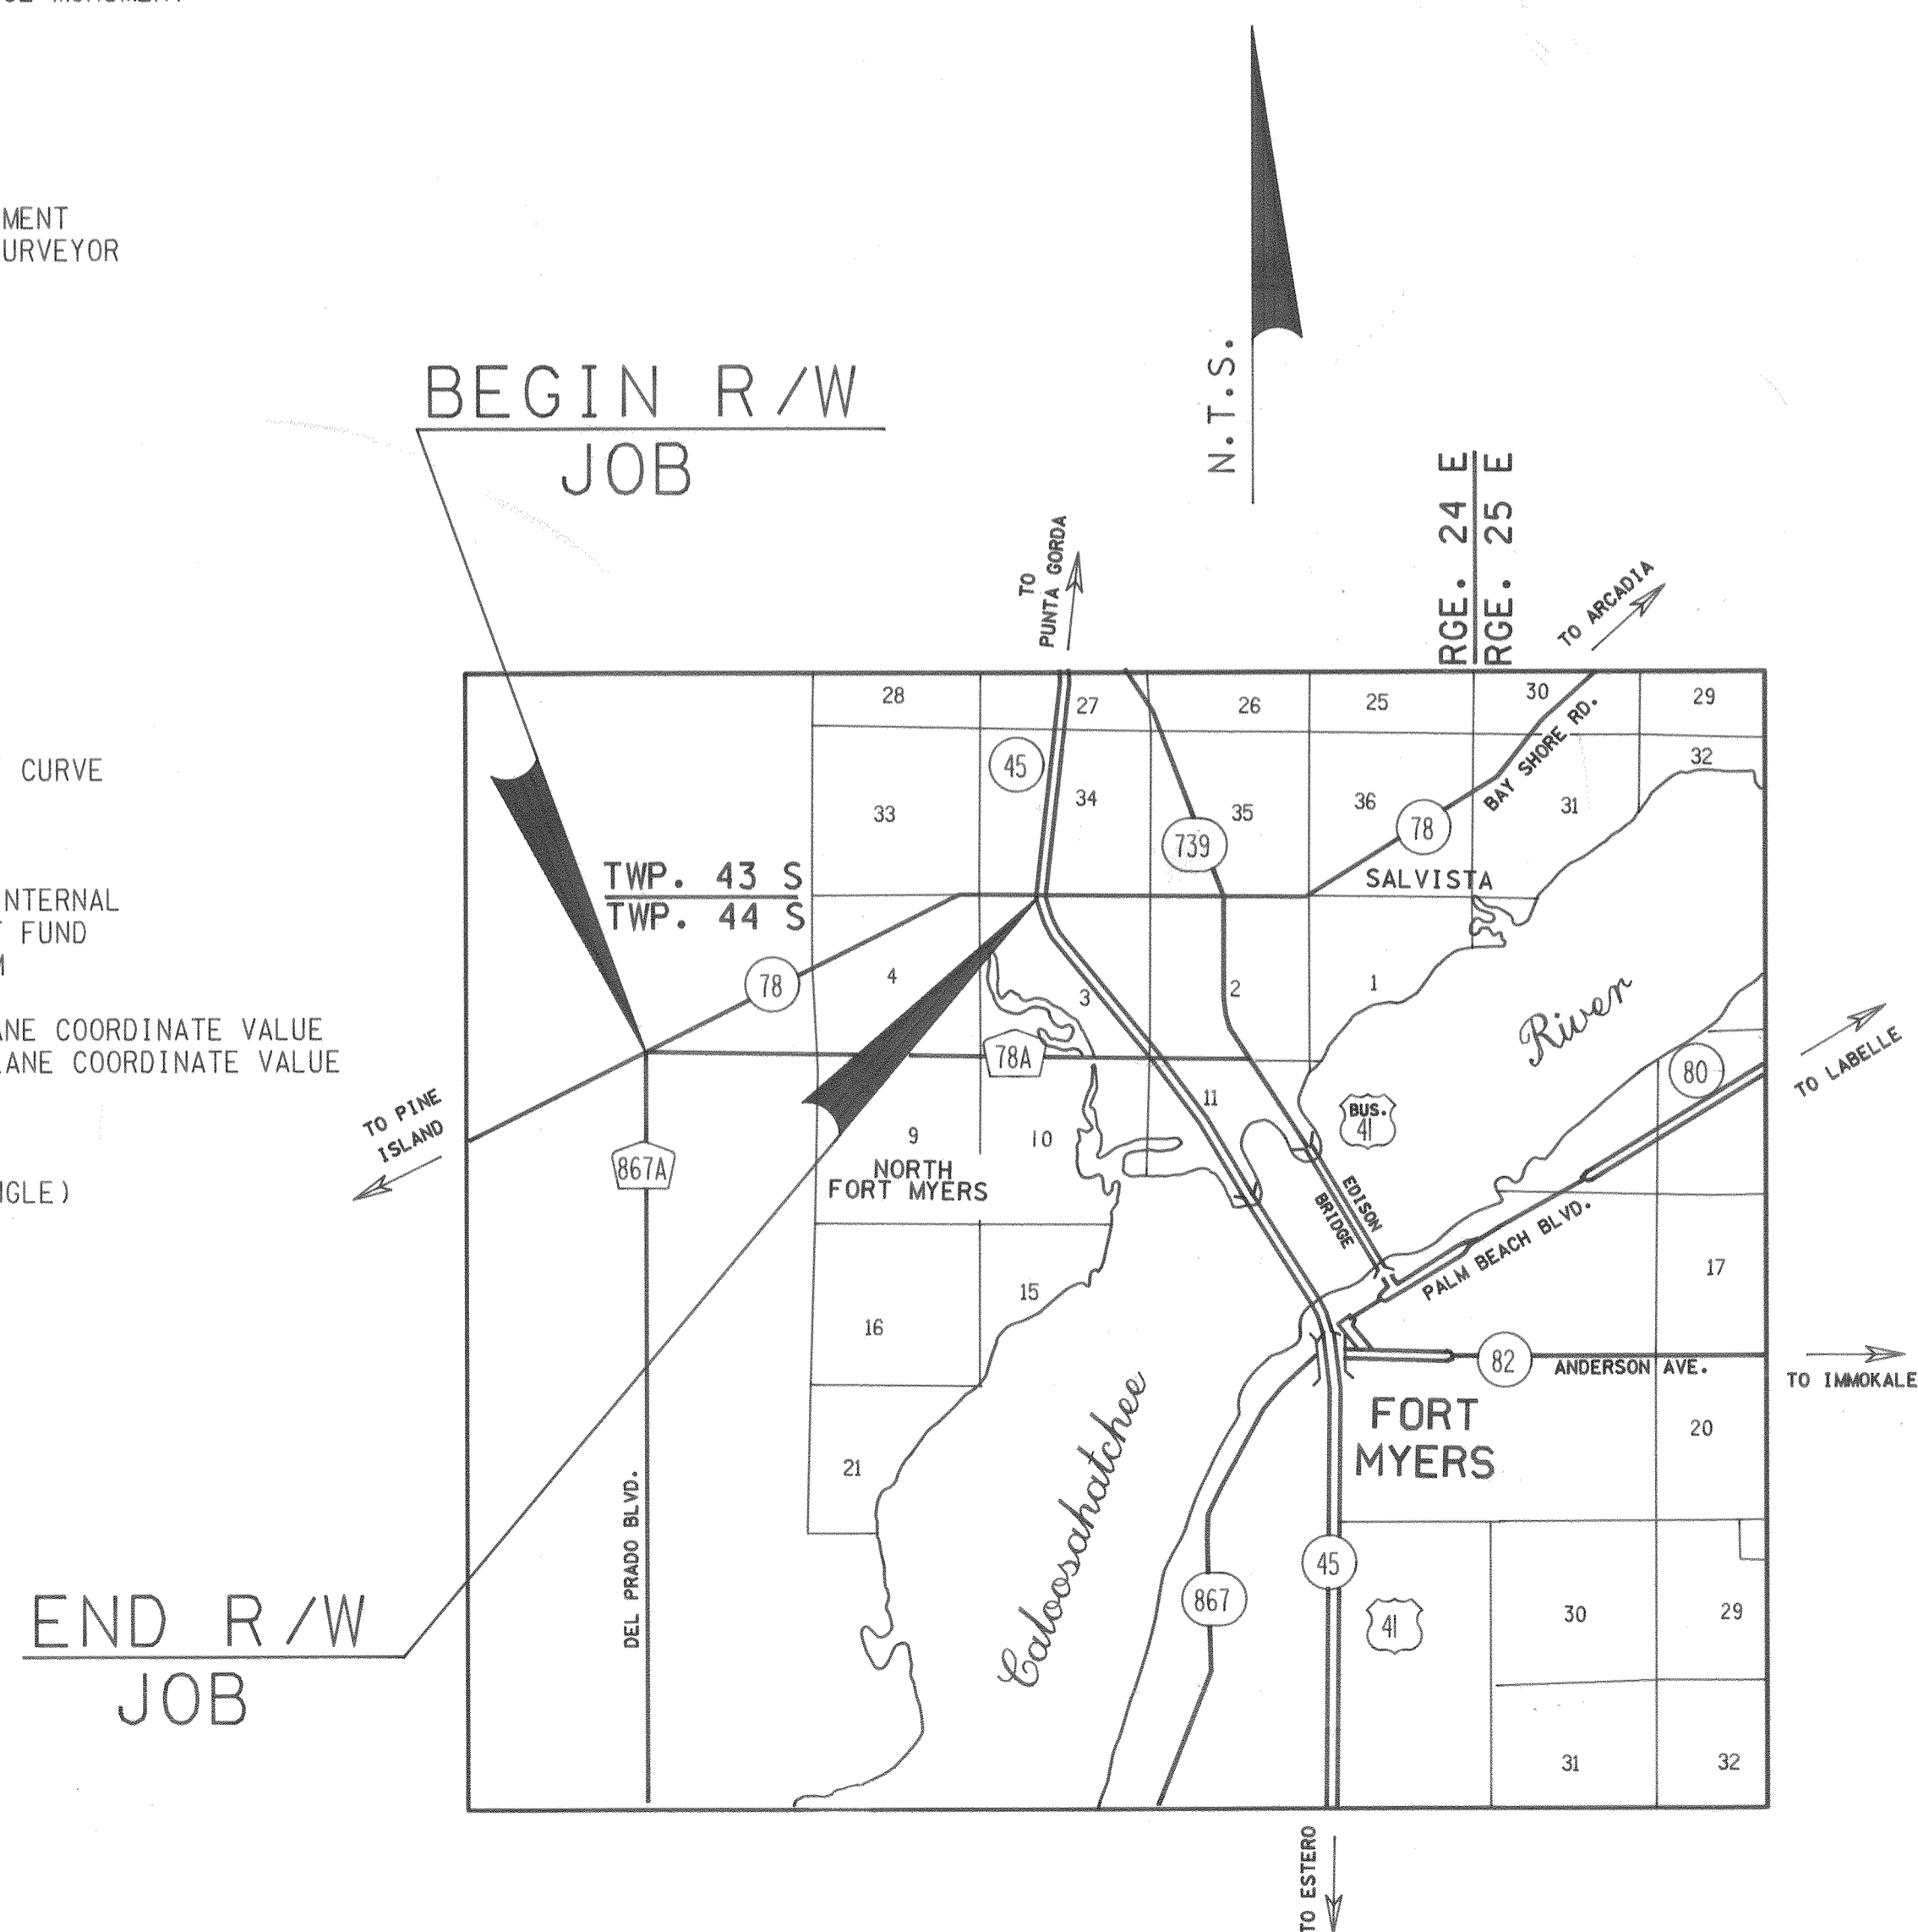 MENT
URVEYOR
CURVE
NTERNAL
FUND
ANE COORDINATE VALUE
LANE COORDINATE VALUE
GLE)
BEGIN R/W
JOB
N.T.S.
RGE. 24 E
RGE. 25 E
TO
PUNTA GORDA
TO ARCADIA
28
27
26
25
30
29
45
33
34
35
36
31
32
739
78
BAY SHORE RD.
SALVISTA
TWP. 43 S
TWP. 44 S
78
4
3
2
1
River
78A
80
TO LABELLE
TO PINE
ISLAND
867A
9
10
11
BUS.
41
NORTH
FORT MYERS
EDISON
BRIDGE
PALM BEACH BLVD.
17
15
16
82
ANDERSON AVE.
TO IMMOKALE
FORT
MYERS
20
21
Caloosahatchee
DEL PRADO BLVD.
45
867
41
30
29
31
32
END R/W
JOB
TO ESTERO